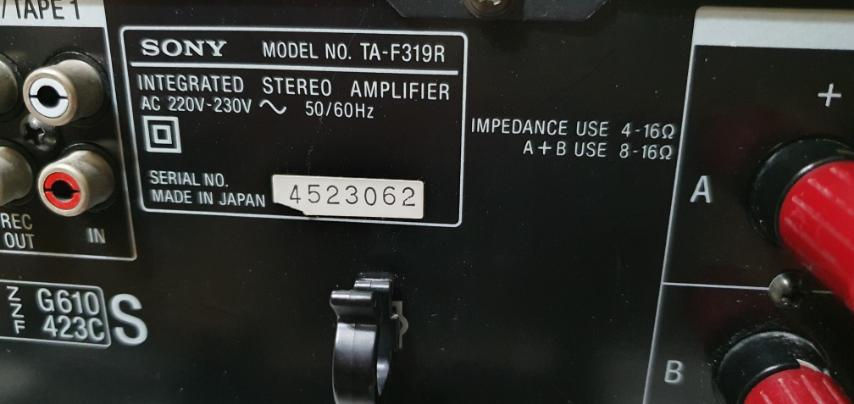 /TAPE 1
SONY MODEL NO. TA-F319R
INTEGRATED STEREO AMPLIFIER
AC 220V-230V ～ 50/60Hz
SERIAL NO.
MADE IN JAPAN 4523062
IMPEDANCE USE 4-16Ω
A+B USE 8-16Ω
+
A
B
REC
OUT IN
Z G610
Z
F 423C
S